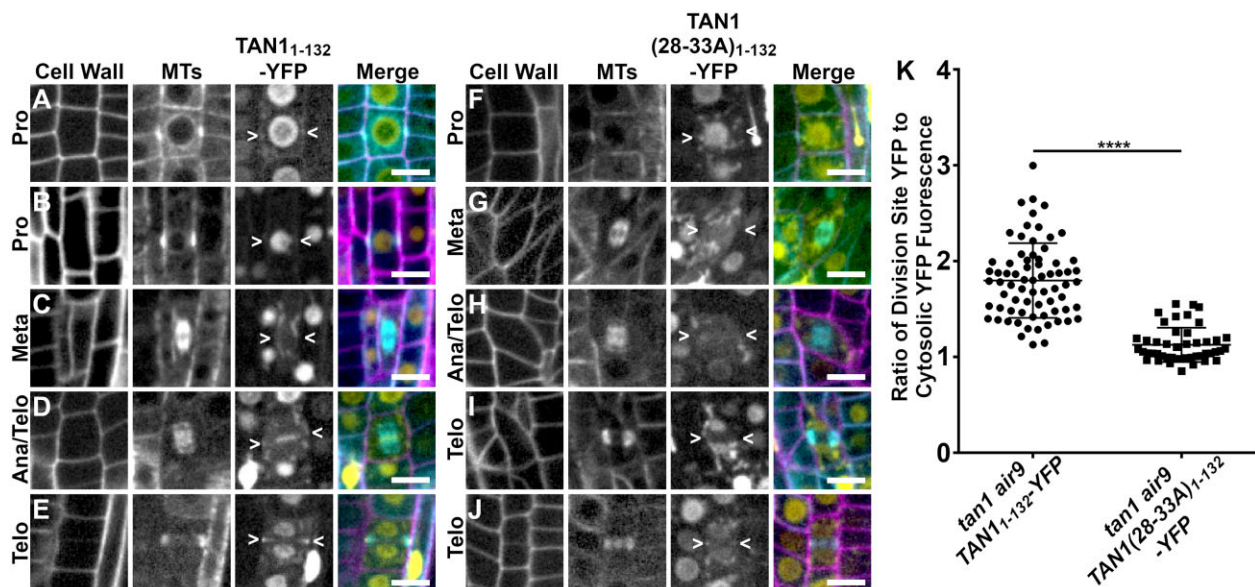 TAN1₁₋₁₃₂
-YFP
Cell Wall MTs Merge
TAN1
(28-33A)₁₋₁₃₂
-YFP
Cell Wall MTs Merge
Pro
A
> <
Pro
B
> <
Meta
C
> <
Ana/Telo
D
> <
Telo
E
> <
Pro
F
> <
Meta
G
> <
Ana/Telo
H
> <
Telo
I
> <
Telo
J
> <
K
Ratio of Division Site YFP to
Cytosolic YFP Fluorescence
4
3
2
1
0
****
tan1 air9
TAN1₁₋₁₃₂-YFP
tan1 air9
TAN1(28-33A)₁₋₁₃₂
-YFP